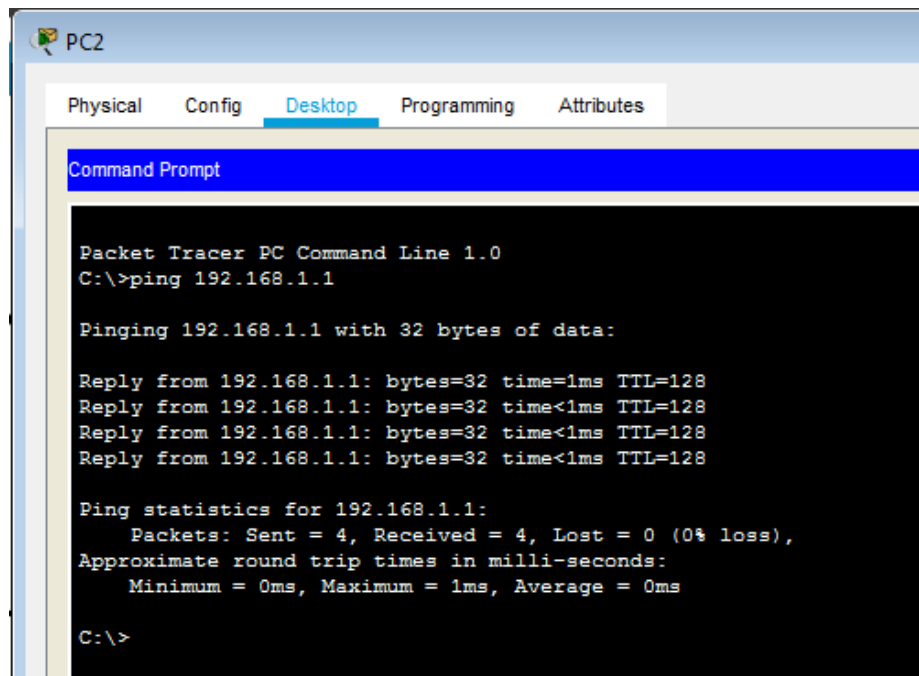 PC2
Physical Config Desktop Programming Attributes
Command Prompt
Packet Tracer PC Command Line 1.0
C:\>ping 192.168.1.1
Pinging 192.168.1.1 with 32 bytes of data:
Reply from 192.168.1.1: bytes=32 time=1ms TTL=128
Reply from 192.168.1.1: bytes=32 time<1ms TTL=128
Reply from 192.168.1.1: bytes=32 time<1ms TTL=128
Reply from 192.168.1.1: bytes=32 time<1ms TTL=128
Ping statistics for 192.168.1.1:
Packets: Sent = 4, Received = 4, Lost = 0 (0% loss),
Approximate round trip times in milli-seconds:
Minimum = 0ms, Maximum = 1ms, Average = 0ms
C:\>